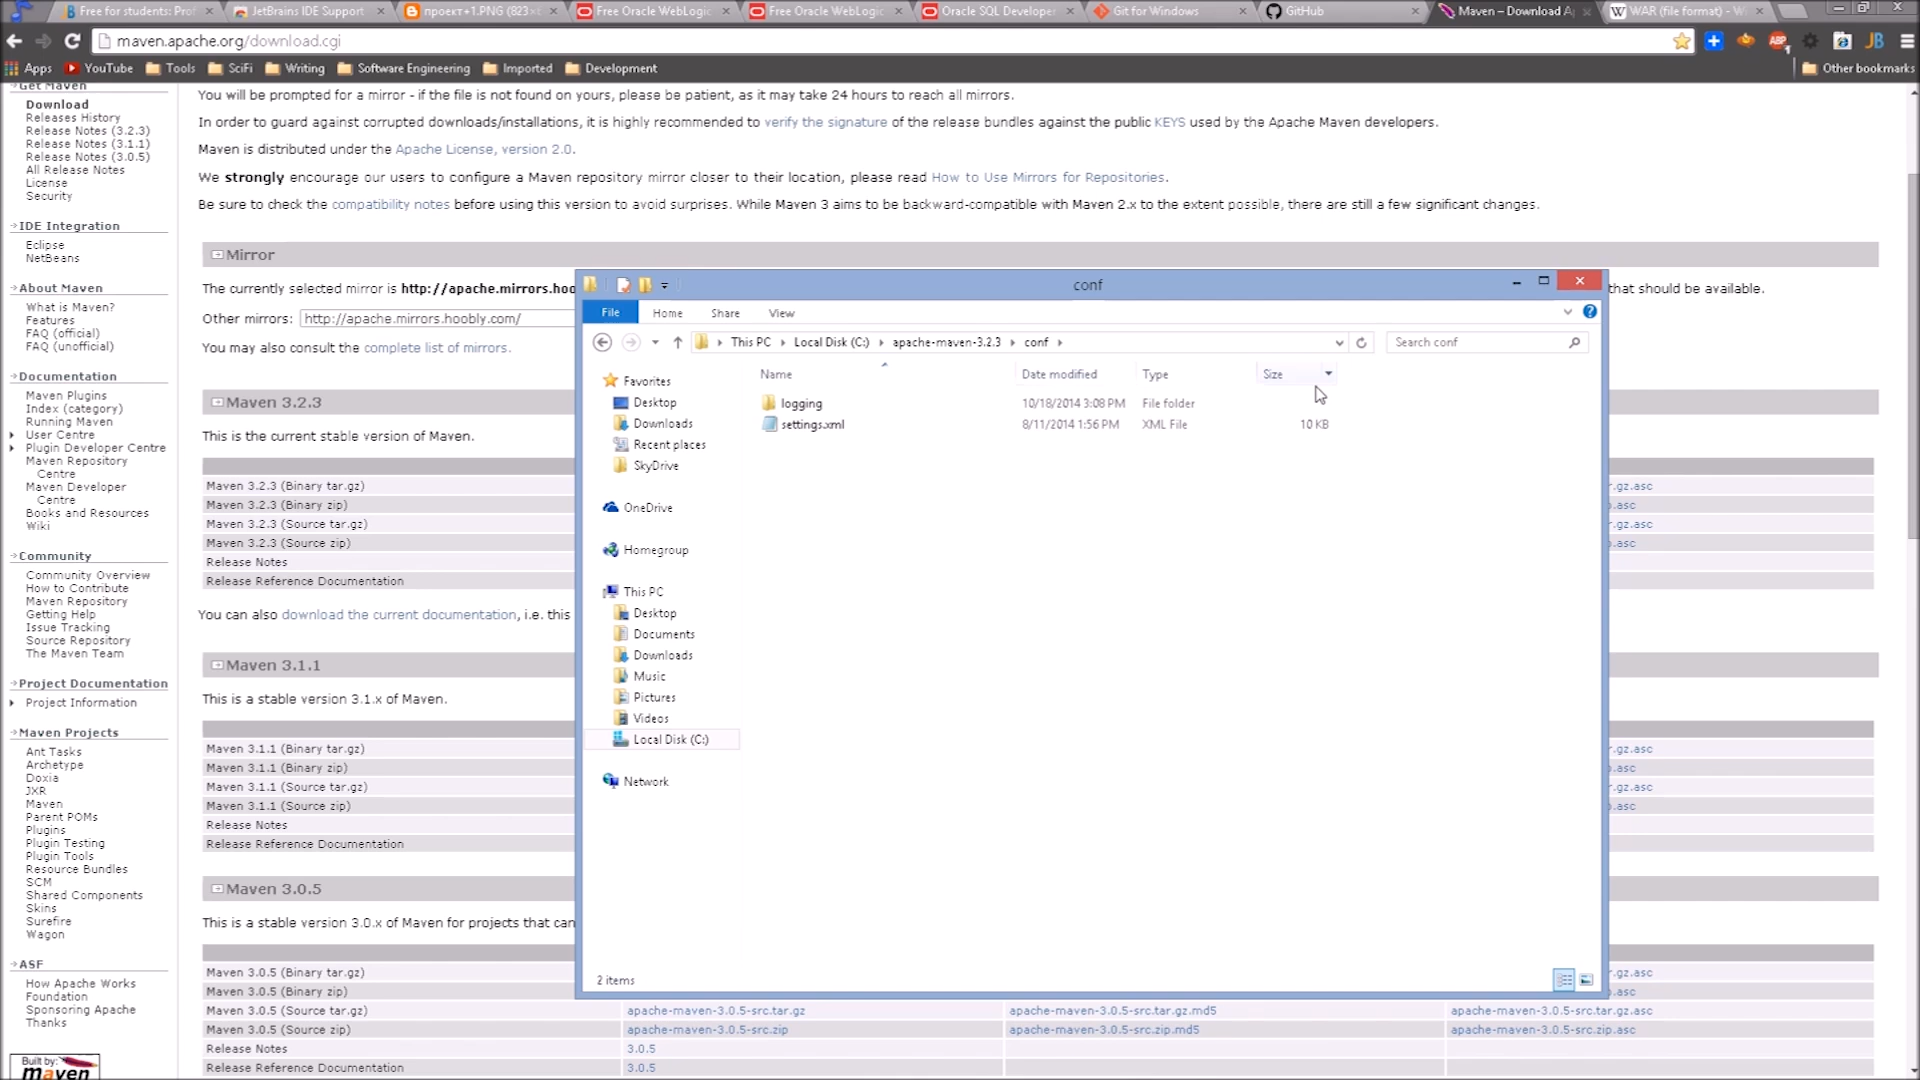 Free for students: Prof
JetBrains IDE Support
проект+1.PNG (823×
Free Oracle WebLogic
Free Oracle WebLogic
Oracle SQL Developer
Git for Windows
GitHub
Maven – Download A
WAR (file format) - W
maven.apache.org/download.cgi
Apps
YouTube
Tools
SciFi
Writing
Software Engineering
Imported
Development
Other bookmarks
Get Maven
Download
Releases History
Release Notes (3.2.3)
Release Notes (3.1.1)
Release Notes (3.0.5)
All Release Notes
License
Security
IDE Integration
Eclipse
NetBeans
About Maven
What is Maven?
Features
FAQ (official)
FAQ (unofficial)
Documentation
Maven Plugins
Index (category)
Running Maven
User Centre
Plugin Developer Centre
Maven Repository
Centre
Maven Developer
Centre
Books and Resources
Wiki
Community
Community Overview
How to Contribute
Maven Repository
Getting Help
Issue Tracking
Source Repository
The Maven Team
Project Documentation
Project Information
Maven Projects
Ant Tasks
Archetype
Doxia
JXR
Maven
Parent POMs
Plugins
Plugin Testing
Plugin Tools
Resource Bundles
SCM
Shared Components
Skins
Surefire
Wagon
ASF
How Apache Works
Foundation
Sponsoring Apache
Thanks
Built by:
maven
You will be prompted for a mirror - if the file is not found on yours, please be patient, as it may take 24 hours to reach all mirrors.
In order to guard against corrupted downloads/installations, it is highly recommended to verify the signature of the release bundles against the public KEYS used by the Apache Maven developers.
Maven is distributed under the Apache License, version 2.0.
We strongly encourage our users to configure a Maven repository mirror closer to their location, please read How to Use Mirrors for Repositories.
Be sure to check the compatibility notes before using this version to avoid surprises. While Maven 3 aims to be backward-compatible with Maven 2.x to the extent possible, there are still a few significant changes.
Mirror
The currently selected mirror is http://apache.mirrors.hoo
that should be available.
Other mirrors: http://apache.mirrors.hoobly.com/
You may also consult the complete list of mirrors.
Maven 3.2.3
This is the current stable version of Maven.
Maven 3.2.3 (Binary tar.gz)
r.gz.asc
Maven 3.2.3 (Binary zip)
.asc
Maven 3.2.3 (Source tar.gz)
r.gz.asc
Maven 3.2.3 (Source zip)
.asc
Release Notes
Release Reference Documentation
You can also download the current documentation, i.e. this
Maven 3.1.1
This is a stable version 3.1.x of Maven.
Maven 3.1.1 (Binary tar.gz)
r.gz.asc
Maven 3.1.1 (Binary zip)
.asc
Maven 3.1.1 (Source tar.gz)
r.gz.asc
Maven 3.1.1 (Source zip)
.asc
Release Notes
Release Reference Documentation
Maven 3.0.5
This is a stable version 3.0.x of Maven for projects that can
Maven 3.0.5 (Binary tar.gz)
r.gz.asc
Maven 3.0.5 (Binary zip)
.asc
Maven 3.0.5 (Source tar.gz) apache-maven-3.0.5-src.tar.gz apache-maven-3.0.5-src.tar.gz.md5 apache-maven-3.0.5-src.tar.gz.asc
Maven 3.0.5 (Source zip) apache-maven-3.0.5-src.zip apache-maven-3.0.5-src.zip.md5 apache-maven-3.0.5-src.zip.asc
Release Notes 3.0.5
Release Reference Documentation 3.0.5
conf
File Home Share View
This PC Local Disk (C:) apache-maven-3.2.3 conf
Search conf
Name Date modified Type Size
logging 10/18/2014 3:08 PM File folder
settings.xml 8/11/2014 1:56 PM XML File 10 KB
Favorites
Desktop
Downloads
Recent places
SkyDrive
OneDrive
Homegroup
This PC
Desktop
Documents
Downloads
Music
Pictures
Videos
Local Disk (C:)
Network
2 items